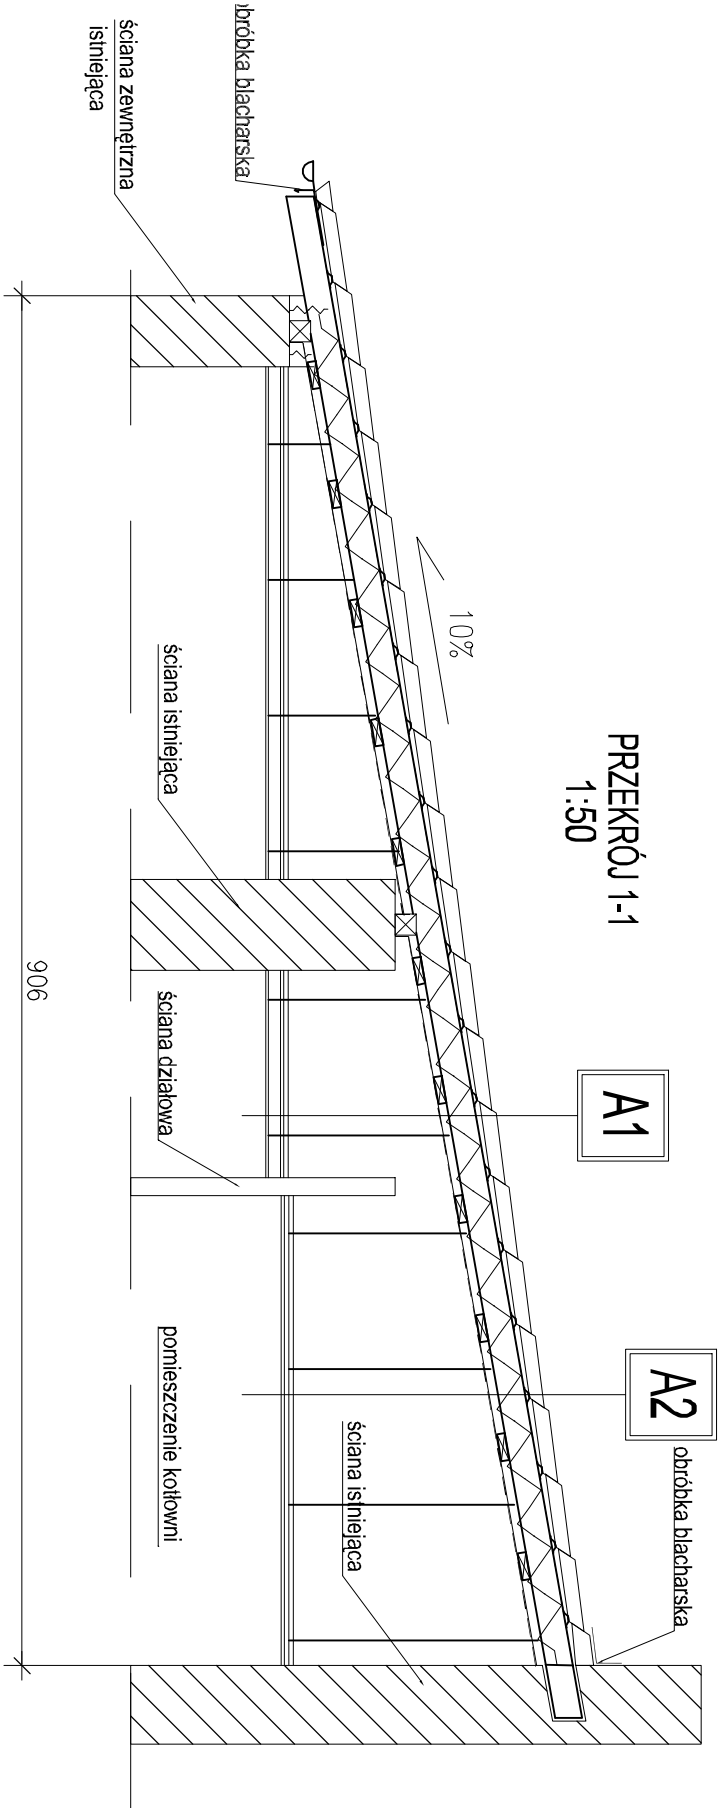 PRZEKRÓJ 1-1
1:50
10%
A1
A2
obróbka blacharska
obróbka blacharska
ściana zewnętrzna
istniejąca
ściana istniejąca
ściana działowa
pomieszczenie kotłowni
ściana istniejąca
906